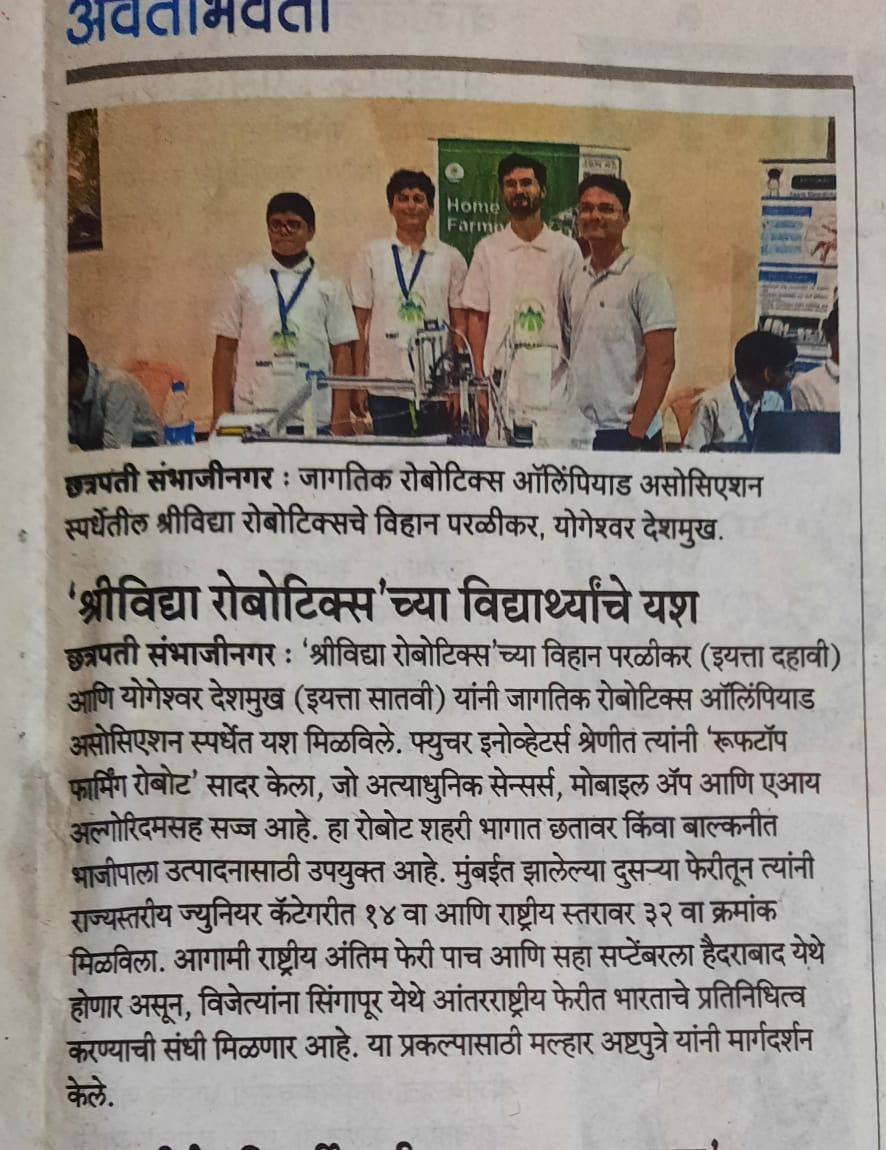 अवतीभवती
Home
Farming
छत्रपती संभाजीनगर : जागतिक रोबोटिक्स ऑलिंपियाड असोसिएशन
स्पर्धेतील श्रीविद्या रोबोटिक्सचे विहान परळीकर, योगेश्वर देशमुख.
‘श्रीविद्या रोबोटिक्स’च्या विद्यार्थ्यांचे यश
छत्रपती संभाजीनगर : ‘श्रीविद्या रोबोटिक्स’च्या विहान परळीकर (इयत्ता दहावी)
आणि योगेश्वर देशमुख (इयत्ता सातवी) यांनी जागतिक रोबोटिक्स ऑलिंपियाड
असोसिएशन स्पर्धेत यश मिळविले. फ्युचर इनोव्हेटर्स श्रेणीत त्यांनी ‘रूफटॉप
फार्मिंग रोबोट’ सादर केला, जो अत्याधुनिक सेन्सर्स, मोबाइल ॲप आणि एआय
अल्गोरिदमसह सज्ज आहे. हा रोबोट शहरी भागात छतावर किंवा बाल्कनीत
भाजीपाला उत्पादनासाठी उपयुक्त आहे. मुंबईत झालेल्या दुसऱ्या फेरीतून त्यांनी
राज्यस्तरीय ज्युनियर कॅटेगरीत १४ वा आणि राष्ट्रीय स्तरावर ३२ वा क्रमांक
मिळविला. आगामी राष्ट्रीय अंतिम फेरी पाच आणि सहा सप्टेंबरला हैदराबाद येथे
होणार असून, विजेत्यांना सिंगापूर येथे आंतरराष्ट्रीय फेरीत भारताचे प्रतिनिधित्व
करण्याची संधी मिळणार आहे. या प्रकल्पासाठी मल्हार अष्टपुत्रे यांनी मार्गदर्शन
केले.